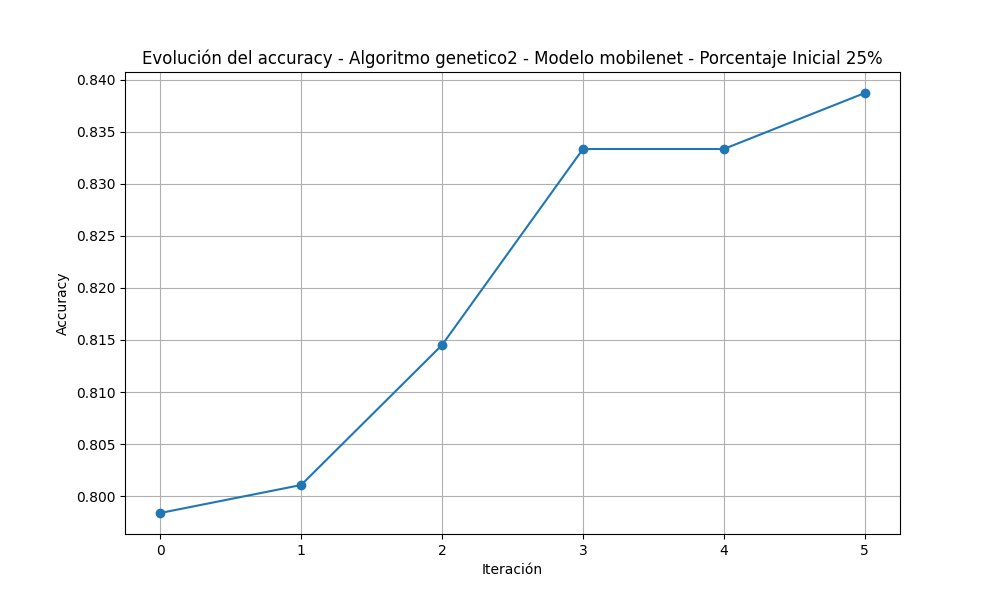 Evolución del accuracy - Algoritmo genetico2 - Modelo mobilenet - Porcentaje Inicial 25%
0.840
0.835
0.830
0.825
0.820
0.815
0.810
0.805
0.800
Accuracy
0 1 2 3 4 5
Iteración